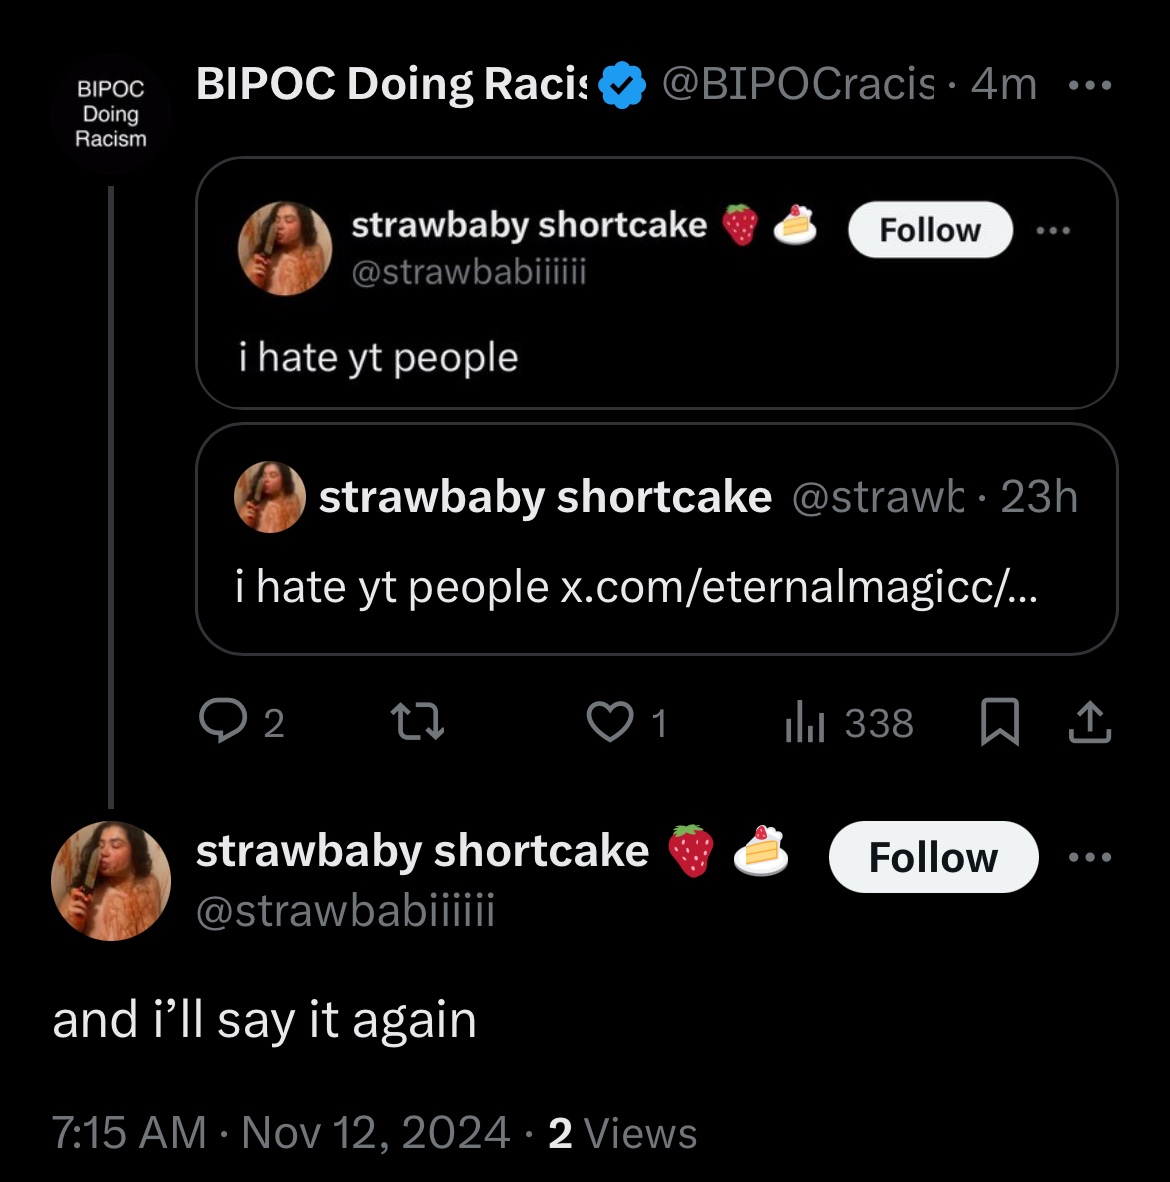 BIPOC
Doing
Racism
BIPOC Doing Racis @BIPOCracis · 4m
strawbaby shortcake 🍓 🍰 Follow
@strawbabiiiiii
i hate yt people
strawbaby shortcake @strawb · 23h
i hate yt people x.com/eternalmagicc/...
2 1 338
strawbaby shortcake 🍓 🍰 Follow
@strawbabiiiiii
and i’ll say it again
7:15 AM · Nov 12, 2024 · 2 Views